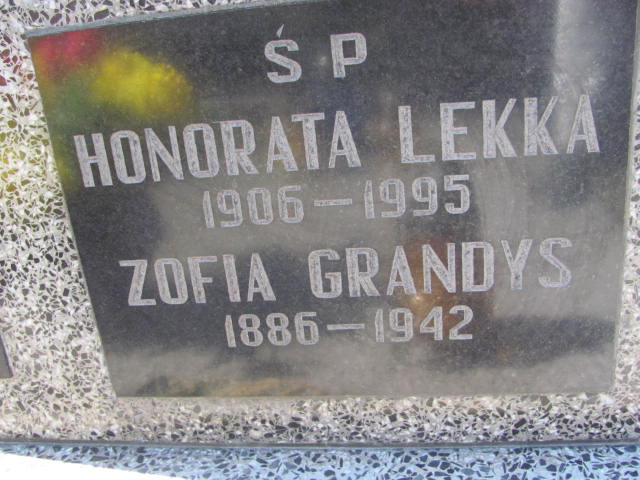 Ś P
HONORATA LEKKA
1906-1995
ZOFIA GRANDYS
1886-1942